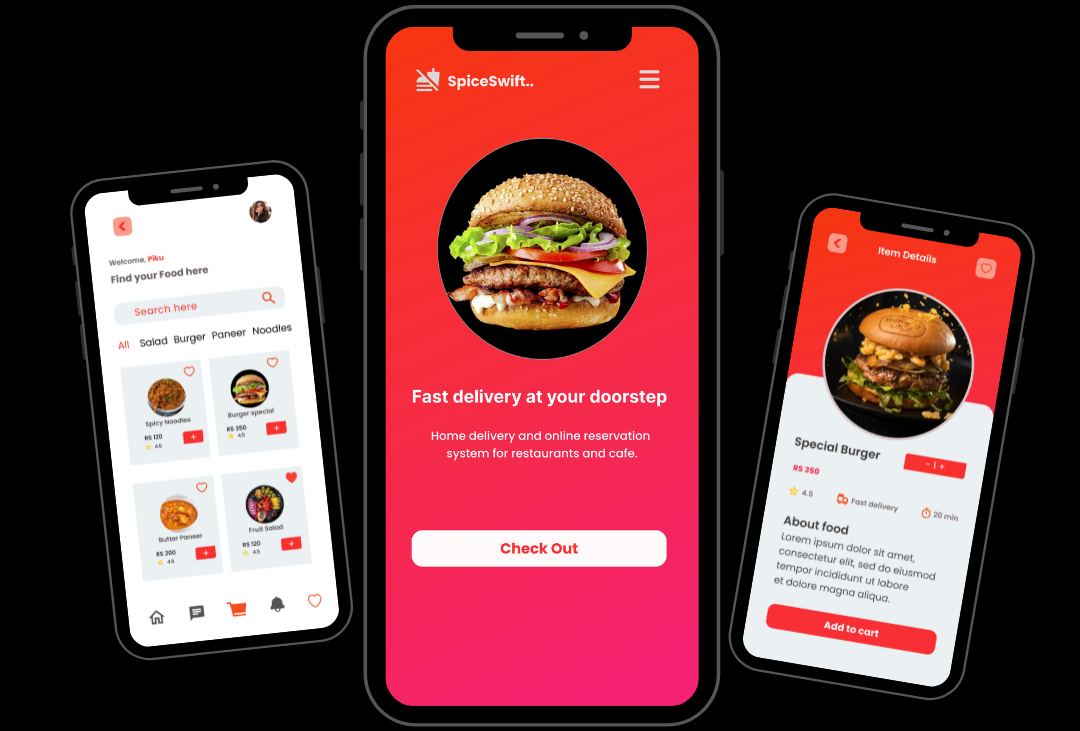 Welcome, Piku
Find your Food here
Search here
All Salad Burger Paneer Noodles
Spicy Noodles
RS 120
+
4.6
Burger special
RS 350
+
4.5
Butter Paneer
RS 200
+
4.5
Fruit Salad
RS 120
+
4.5
SpiceSwift..
Fast delivery at your doorstep
Home delivery and online reservation
system for restaurants and cafe.
Check Out
Item Details
Special Burger
- 1 +
RS 350
4.5
Fast delivery
20 min
About food
Lorem ipsum dolor sit amet,
consectetur elit, sed do eiusmod
tempor incididunt ut labore
et dolore magna aliqua.
Add to cart